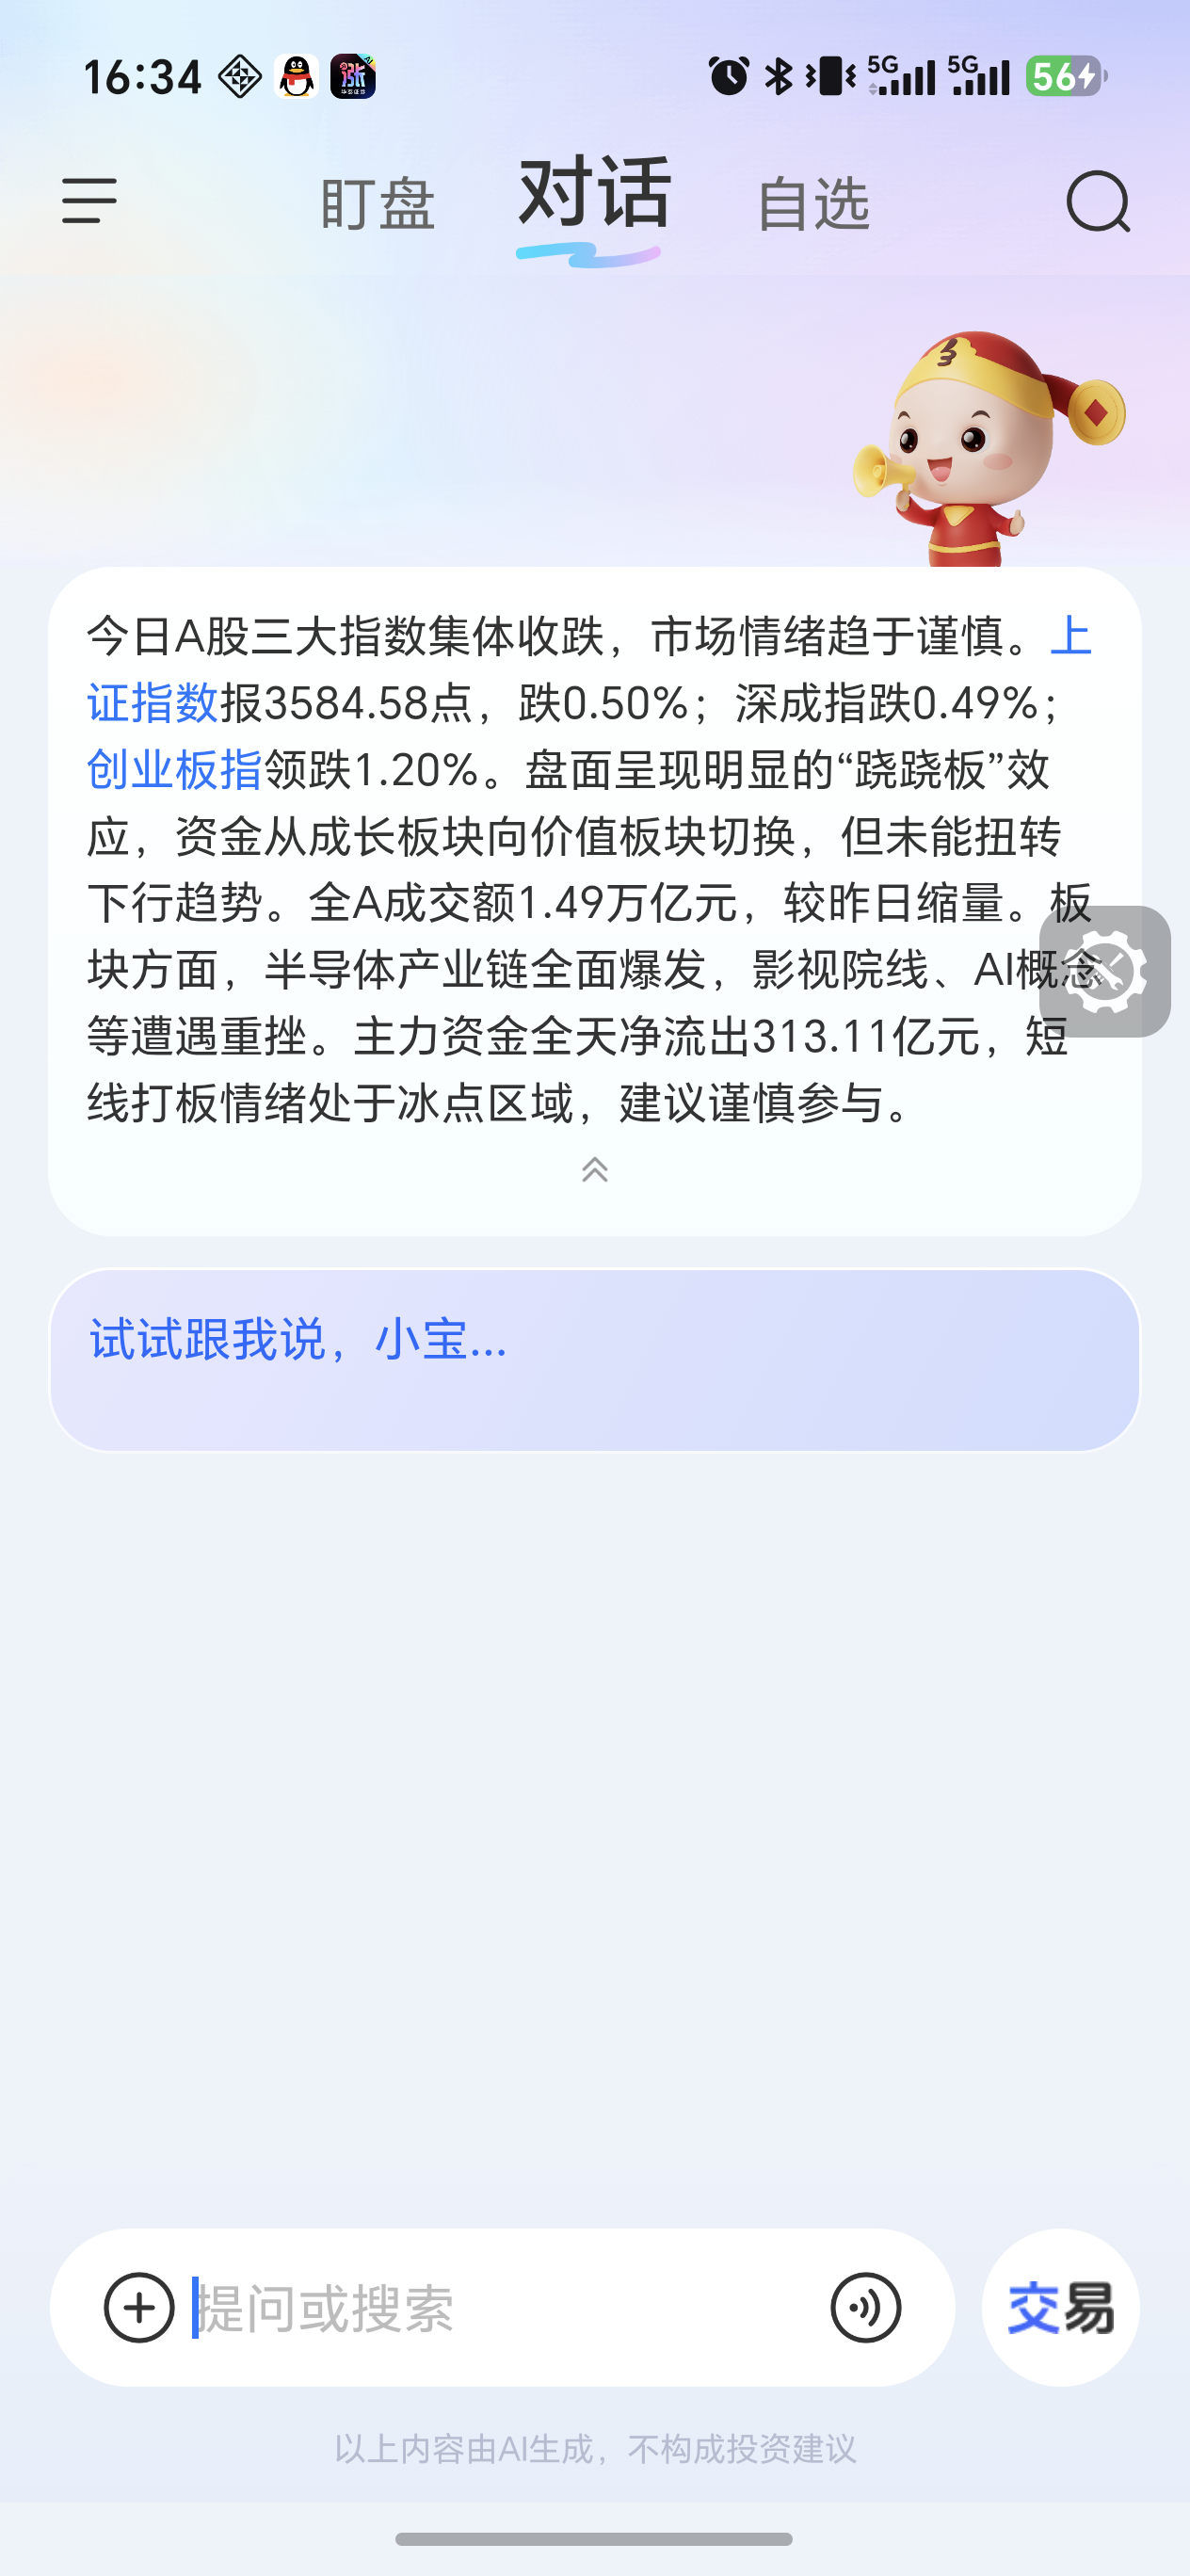 16:34
涨
5G
5G
56
盯盘
对话
自选
今日A股三大指数集体收跌，市场情绪趋于谨慎。上
证指数报3584.58点，跌0.50%；深成指跌0.49%；
创业板指领跌1.20%。盘面呈现明显的“跷跷板”效
应，资金从成长板块向价值板块切换，但未能扭转
下行趋势。全A成交额1.49万亿元，较昨日缩量。板
块方面，半导体产业链全面爆发，影视院线、AI概念
等遭遇重挫。主力资金全天净流出313.11亿元，短
线打板情绪处于冰点区域，建议谨慎参与。
试试跟我说，小宝...
提问或搜索
交易
以上内容由AI生成，不构成投资建议